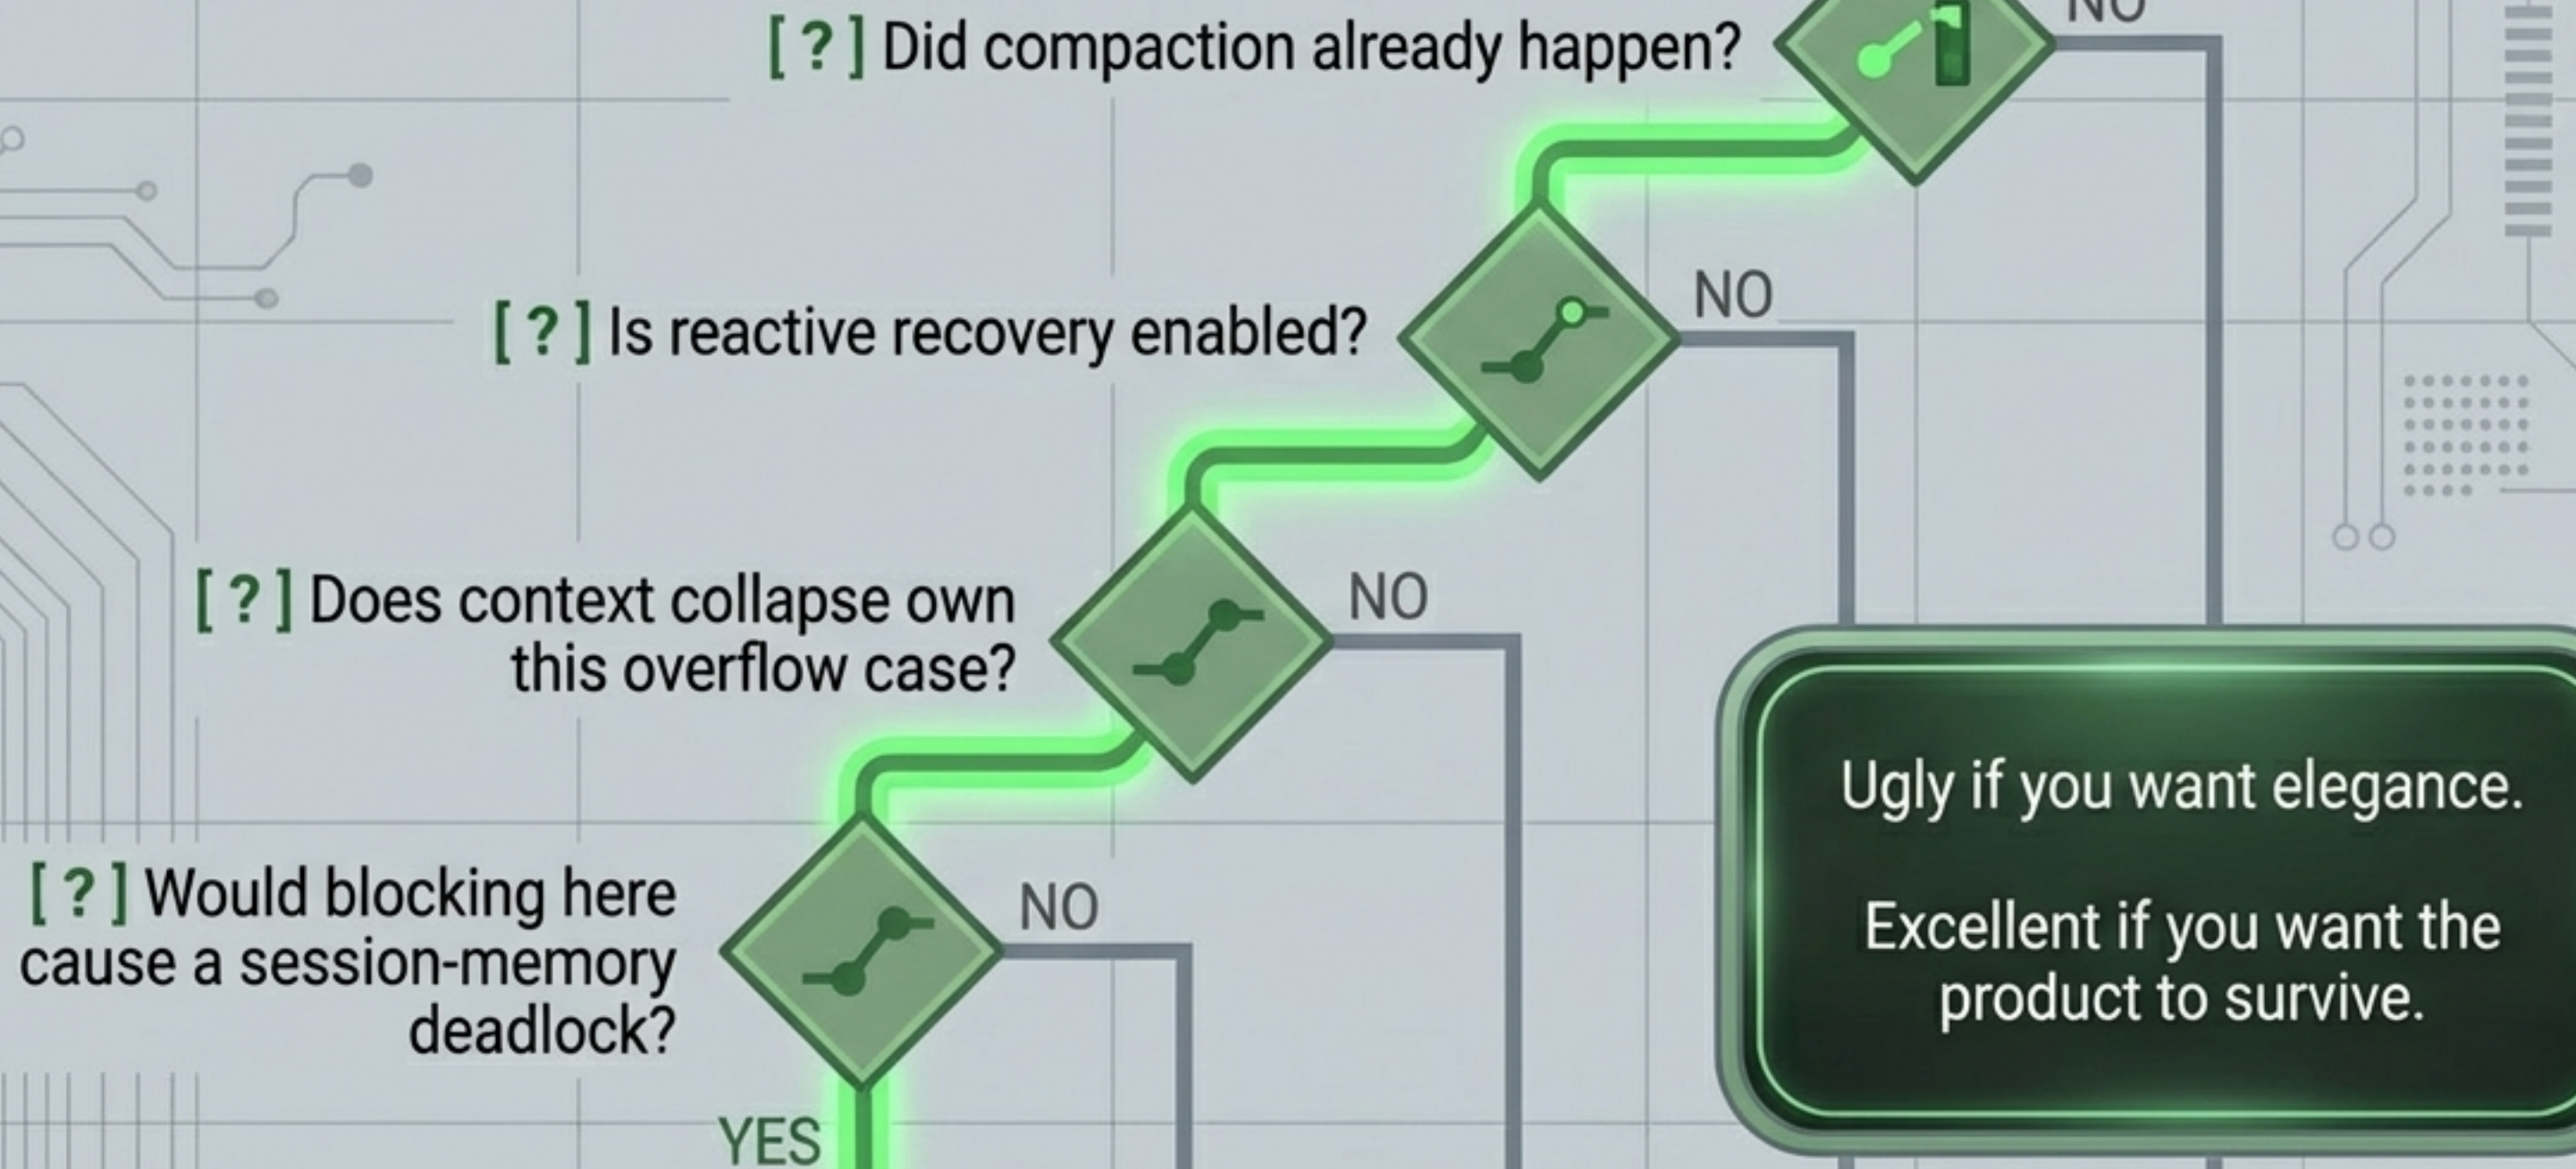 NO
[ ? ] Did compaction already happen?
NO
[ ? ] Is reactive recovery enabled?
NO
[ ? ] Does context collapse own
this overflow case?
Ugly if you want elegance.
Excellent if you want the
product to survive.
NO
[ ? ] Would blocking here
cause a session-memory
deadlock?
YES